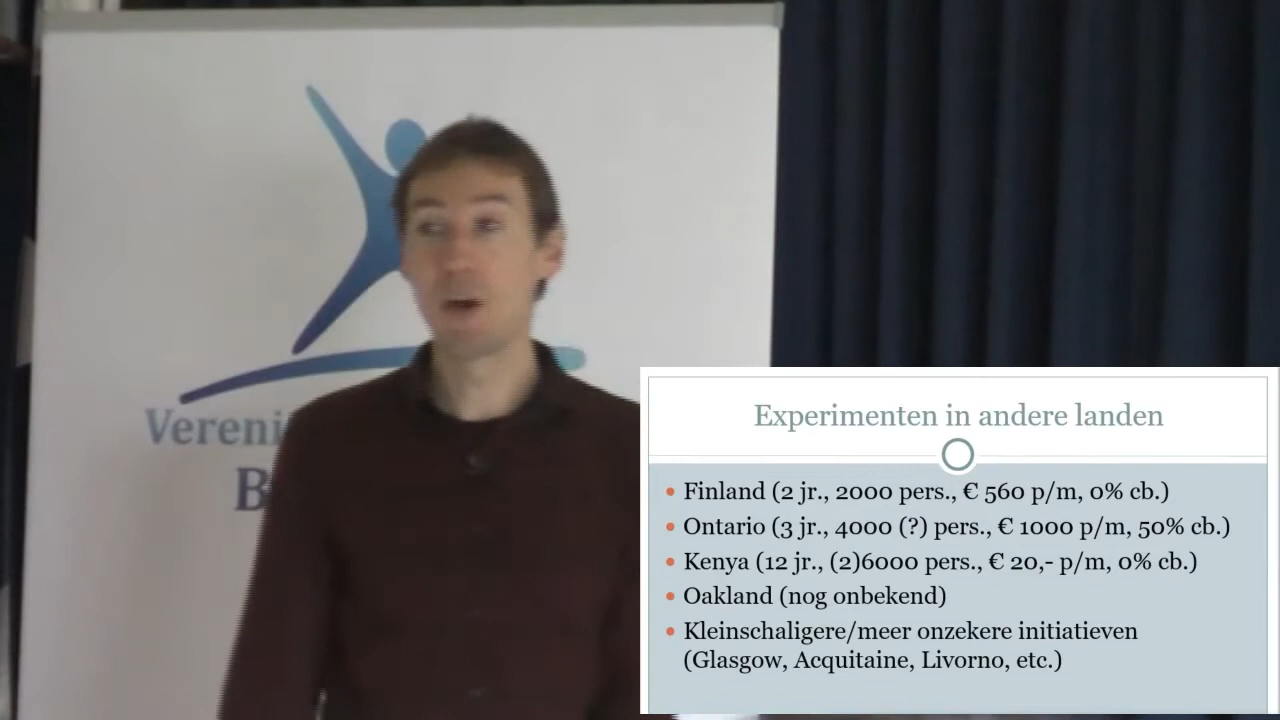 Vereni
B
Experimenten in andere landen
• Finland (2 jr., 2000 pers., € 560 p/m, 0% cb.)
• Ontario (3 jr., 4000 (?) pers., € 1000 p/m, 50% cb.)
• Kenya (12 jr., (2)6000 pers., € 20,- p/m, 0% cb.)
• Oakland (nog onbekend)
• Kleinschaligere/meer onzekere initiatieven
(Glasgow, Acquitaine, Livorno, etc.)